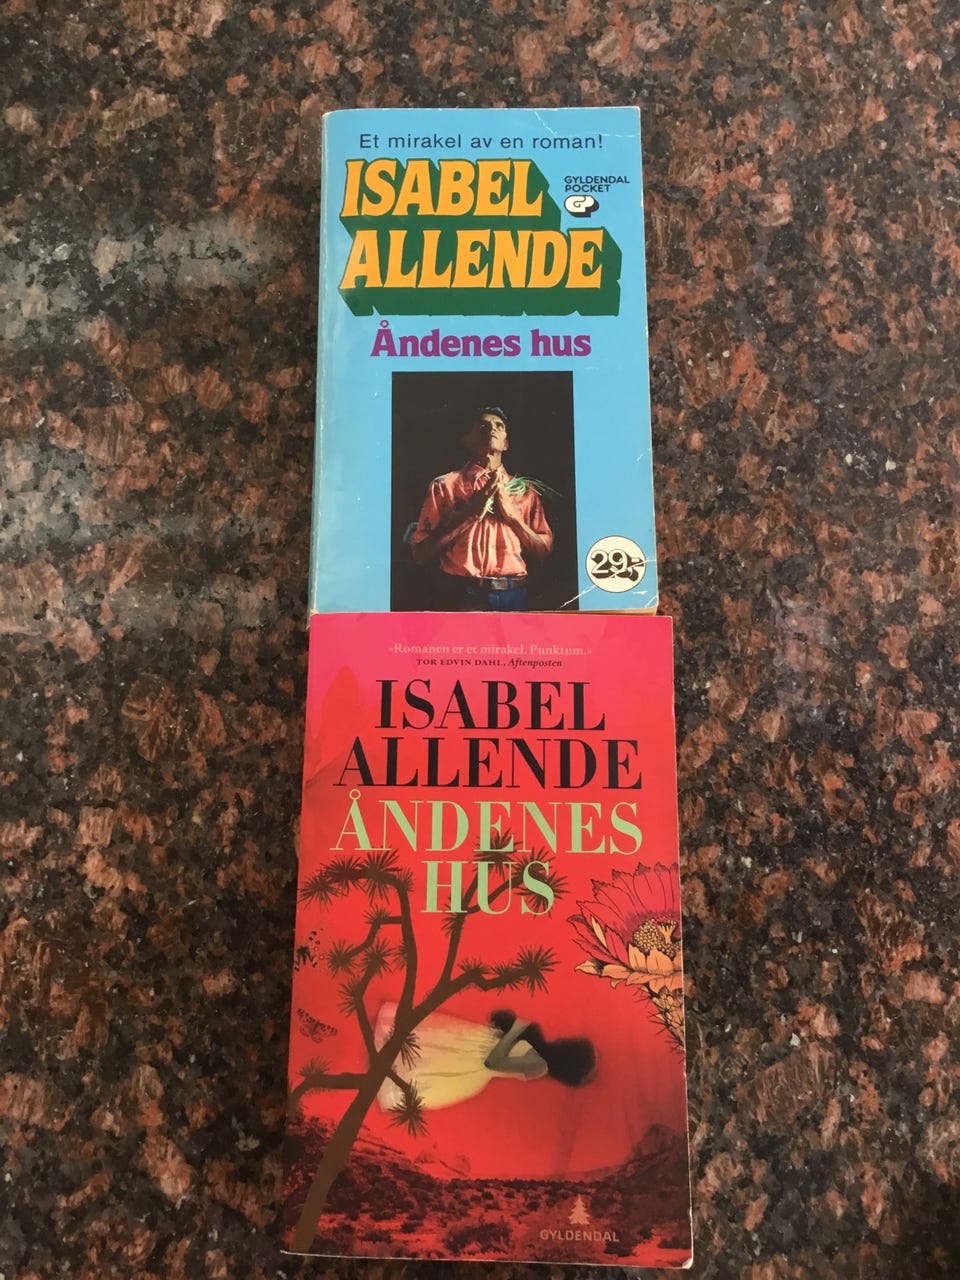 Et mirakel av en roman!
ISABEL
ALLENDE
GYLDENDAL
POCKET
GP
Åndenes hus
29,-
«Romanen er et mirakel. Punktum.»
TOR EDVIN DAHL, Aftenposten
ISABEL
ALLENDE
ÅNDENES
HUS
GYLDENDAL